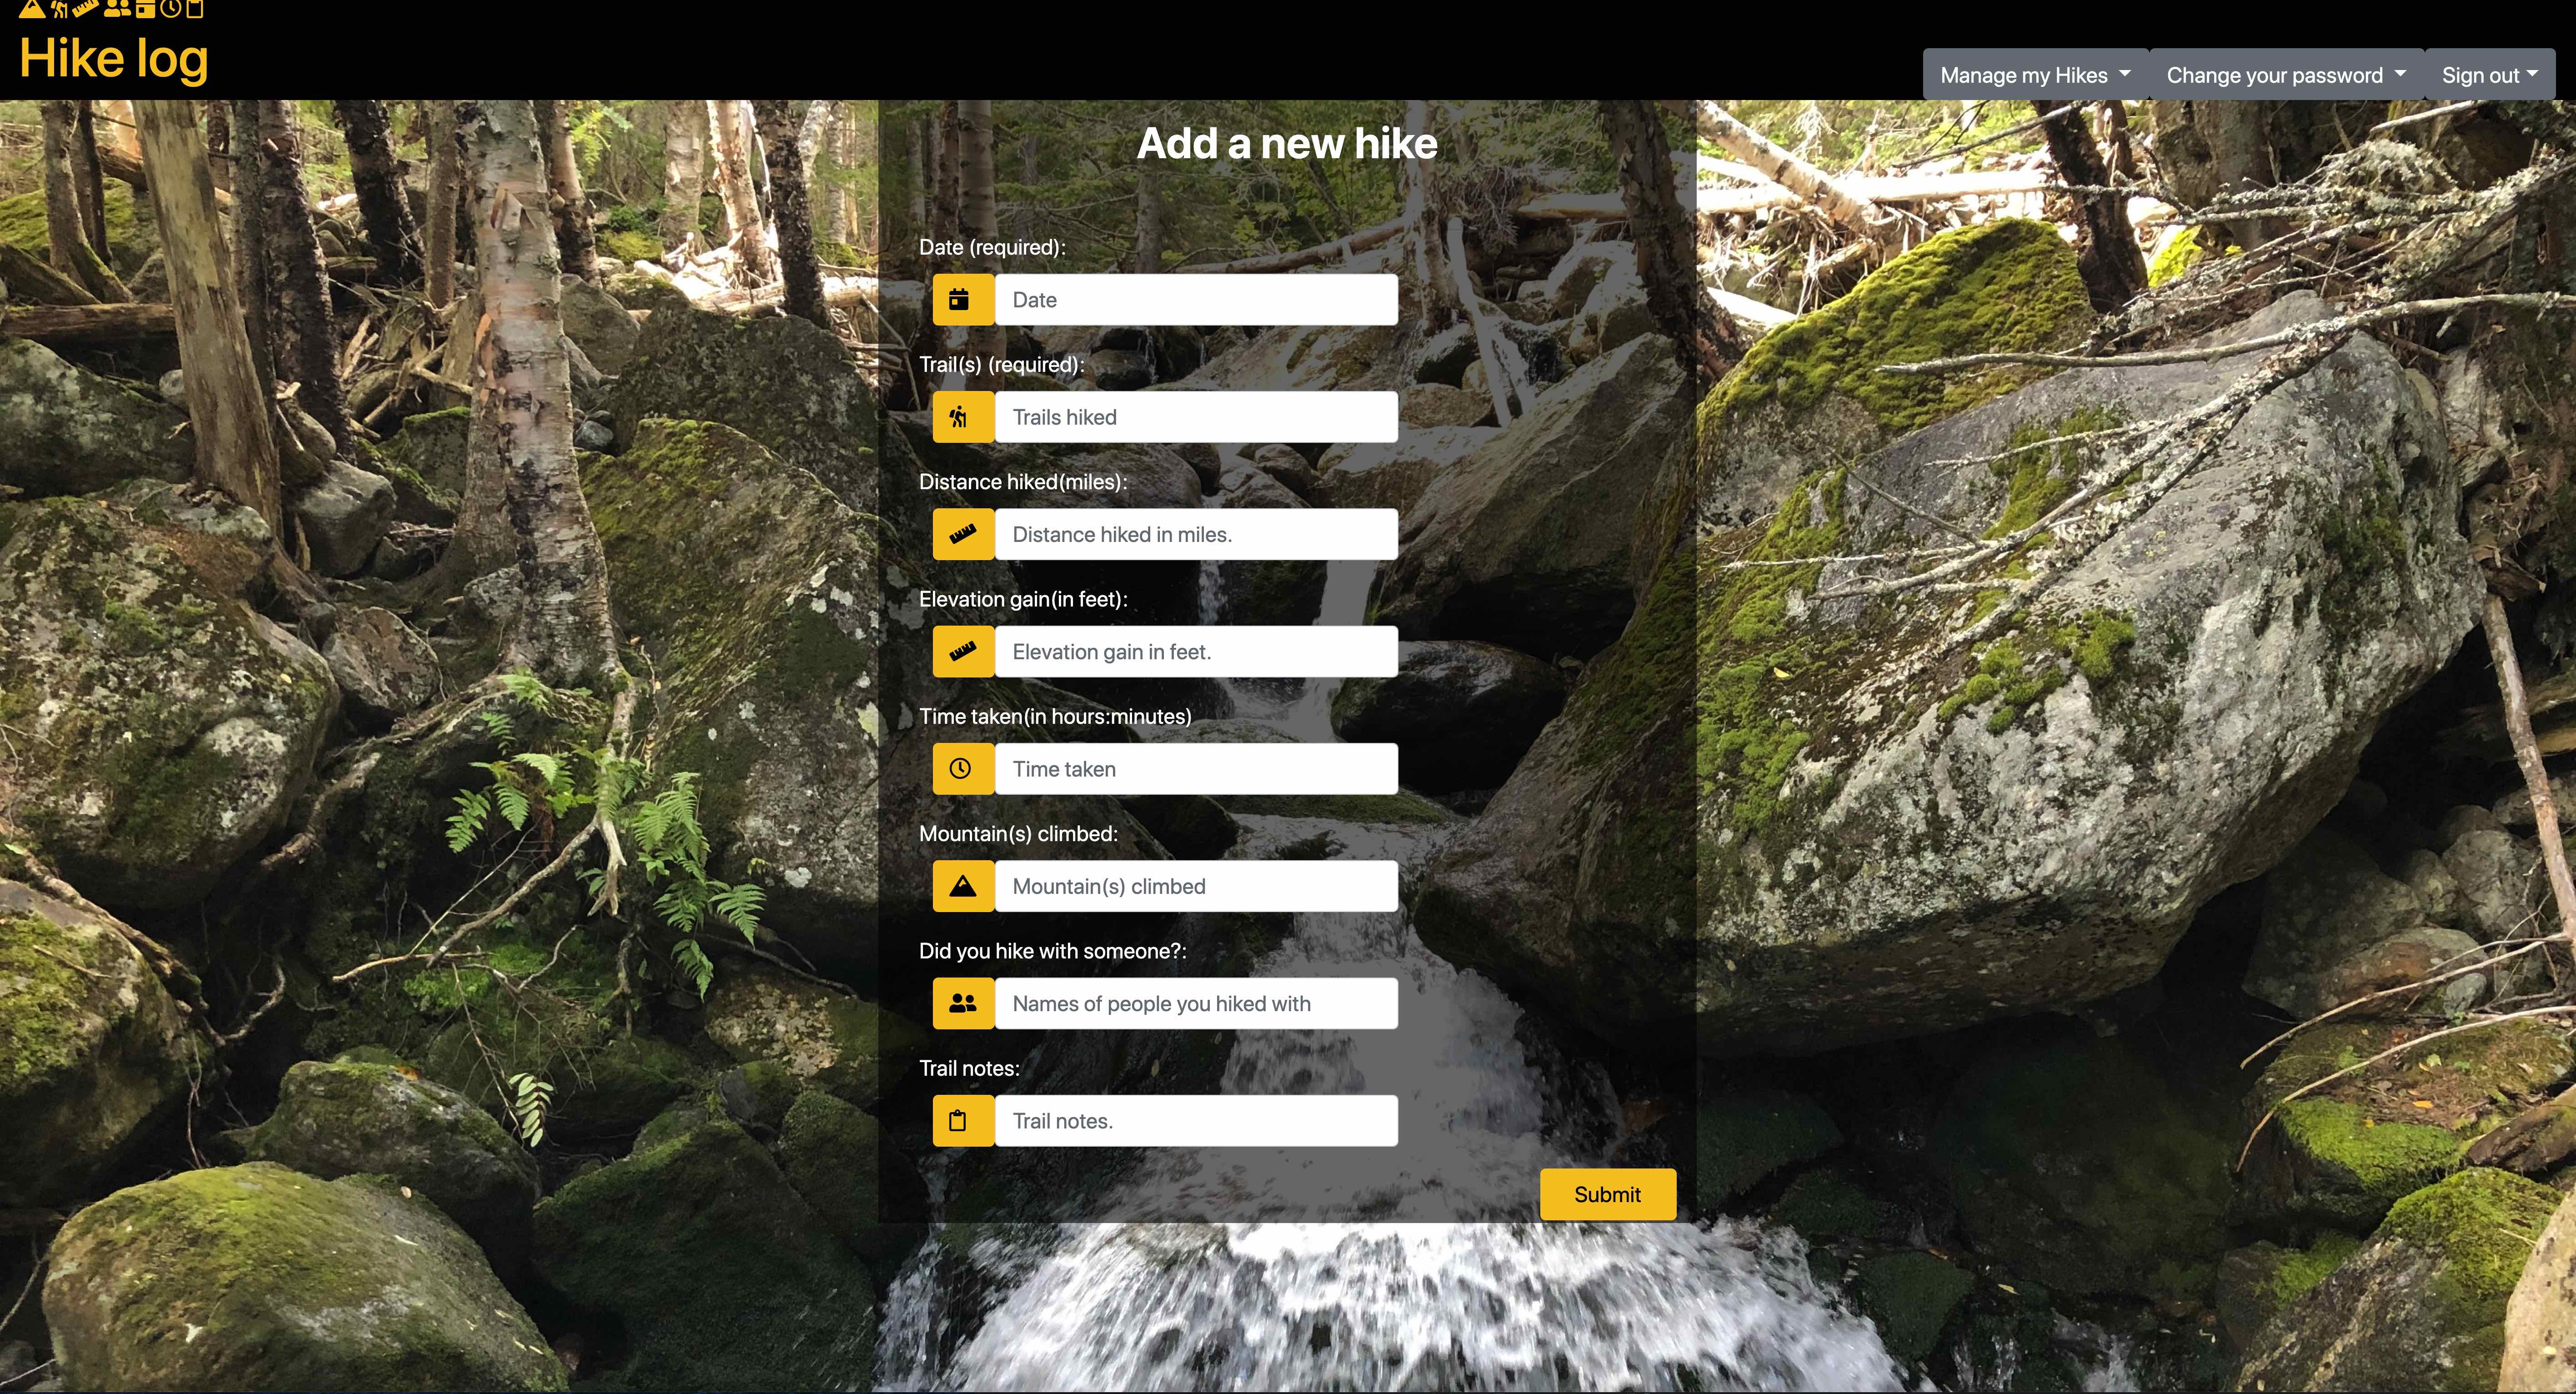 Hike log
Manage my Hikes
Change your password
Sign out
Add a new hike
Date (required):
Date
Trail(s) (required):
Trails hiked
Distance hiked(miles):
Distance hiked in miles.
Elevation gain(in feet):
Elevation gain in feet.
Time taken(in hours:minutes)
Time taken
Mountain(s) climbed:
Mountain(s) climbed
Did you hike with someone?:
Names of people you hiked with
Trail notes:
Trail notes.
Submit